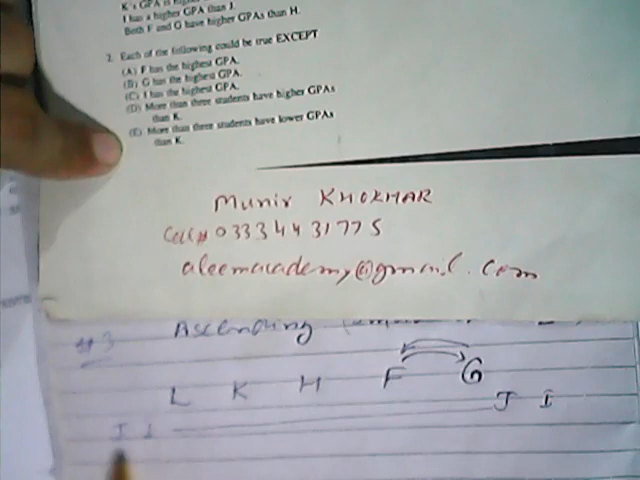 K's GPA is
I has a higher GPA than J.
Both F and G have higher GPAs than H.
2. Each of the following could be true EXCEPT
(A) F has the highest GPA.
(B) G has the highest GPA.
(C) I has the highest GPA.
(D) More than three students have higher GPAs
than K.
(E) More than three students have lower GPAs
than K.
Munir KHOKHAR
Cell# 0333 44 31775
aleemacademy@gmail.com
#3 Ascending
L K H F G
J I
J I